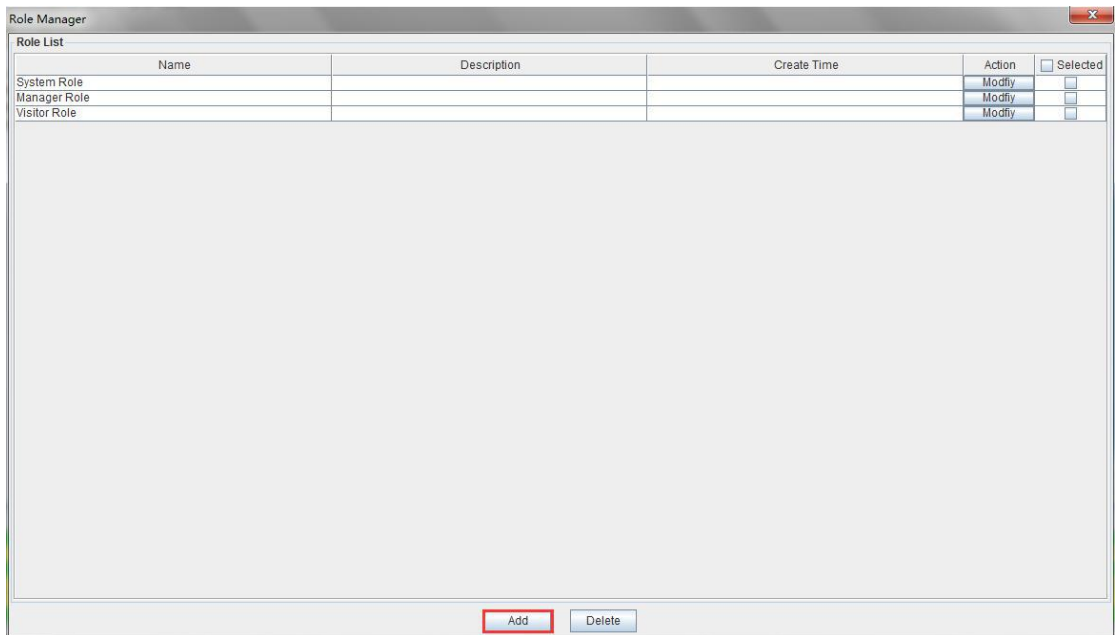 Role Manager
Role List
Name Description Create Time Action Selected
System Role Modfiy
Manager Role Modfiy
Visitor Role Modfiy
Add Delete